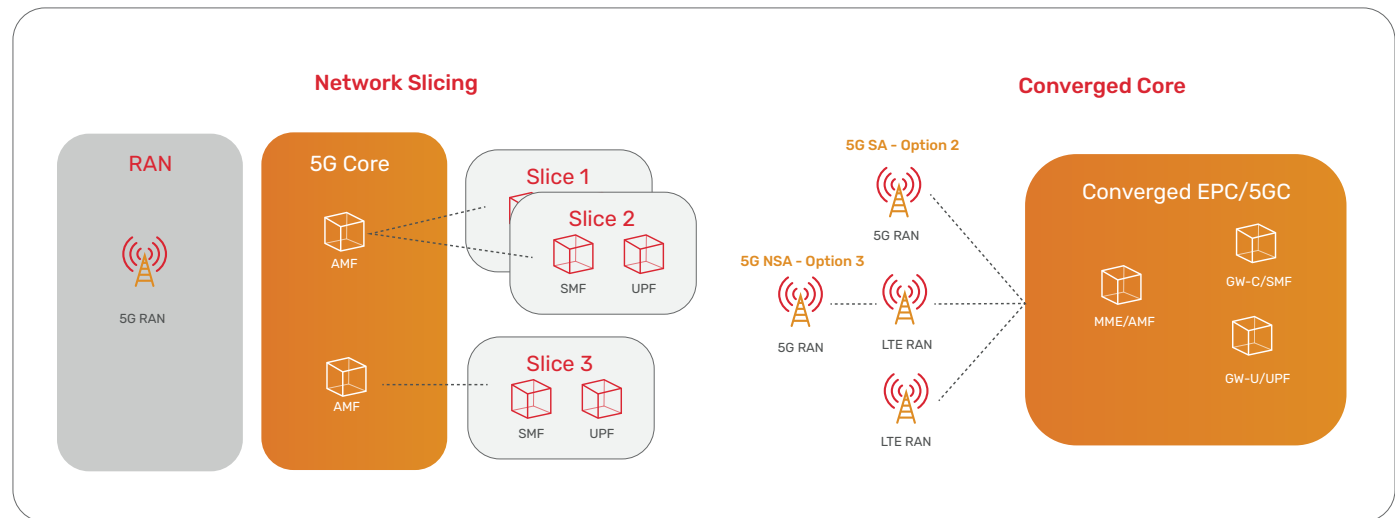 Network Slicing
RAN
5G RAN
5G Core
AMF
AMF
Slice 1
Slice 2
SMF
UPF
Slice 3
SMF
UPF
Converged Core
5G SA - Option 2
5G RAN
5G NSA - Option 3
5G RAN
LTE RAN
LTE RAN
Converged EPC/5GC
MME/AMF
GW-C/SMF
GW-U/UPF